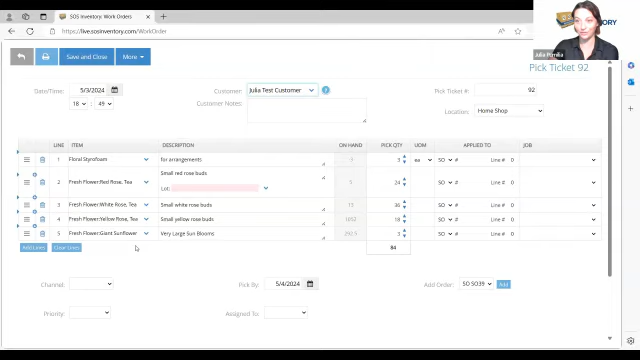 SOS Inventory: Work Orders
https://live.sosinventory.com/WorkOrder
ORY
Julia Pomilia
Save and Close
More
Pick Ticket 92
Date/Time:
5/3/2024
18 : 49
Customer:
Julia Test Customer
Customer Notes:
Pick Ticket #:
92
Location:
Home Shop
LINE ITEM DESCRIPTION ON HAND PICK QTY UOM APPLIED TO JOB
1 Floral Styrofoam for arrangements 3 ea SO # Line # 0
2 Fresh Flower:Red Rose, Tea Small red rose buds 24 SO # Line # 0
Lot:
3 Fresh Flower:White Rose, Tea Small white rose buds 36 SO # Line # 0
4 Fresh Flower:Yellow Rose, Tea Small yellow rose buds 18 SO # Line # 0
5 Fresh Flower:Giant Sunflower Very Large Sun Blooms 292.5 3 SO # Line # 0
Add Lines Clear Lines 84
Channel:
Pick By:
5/4/2024
Add Order:
SO SO39
Add
Priority:
Assigned To: